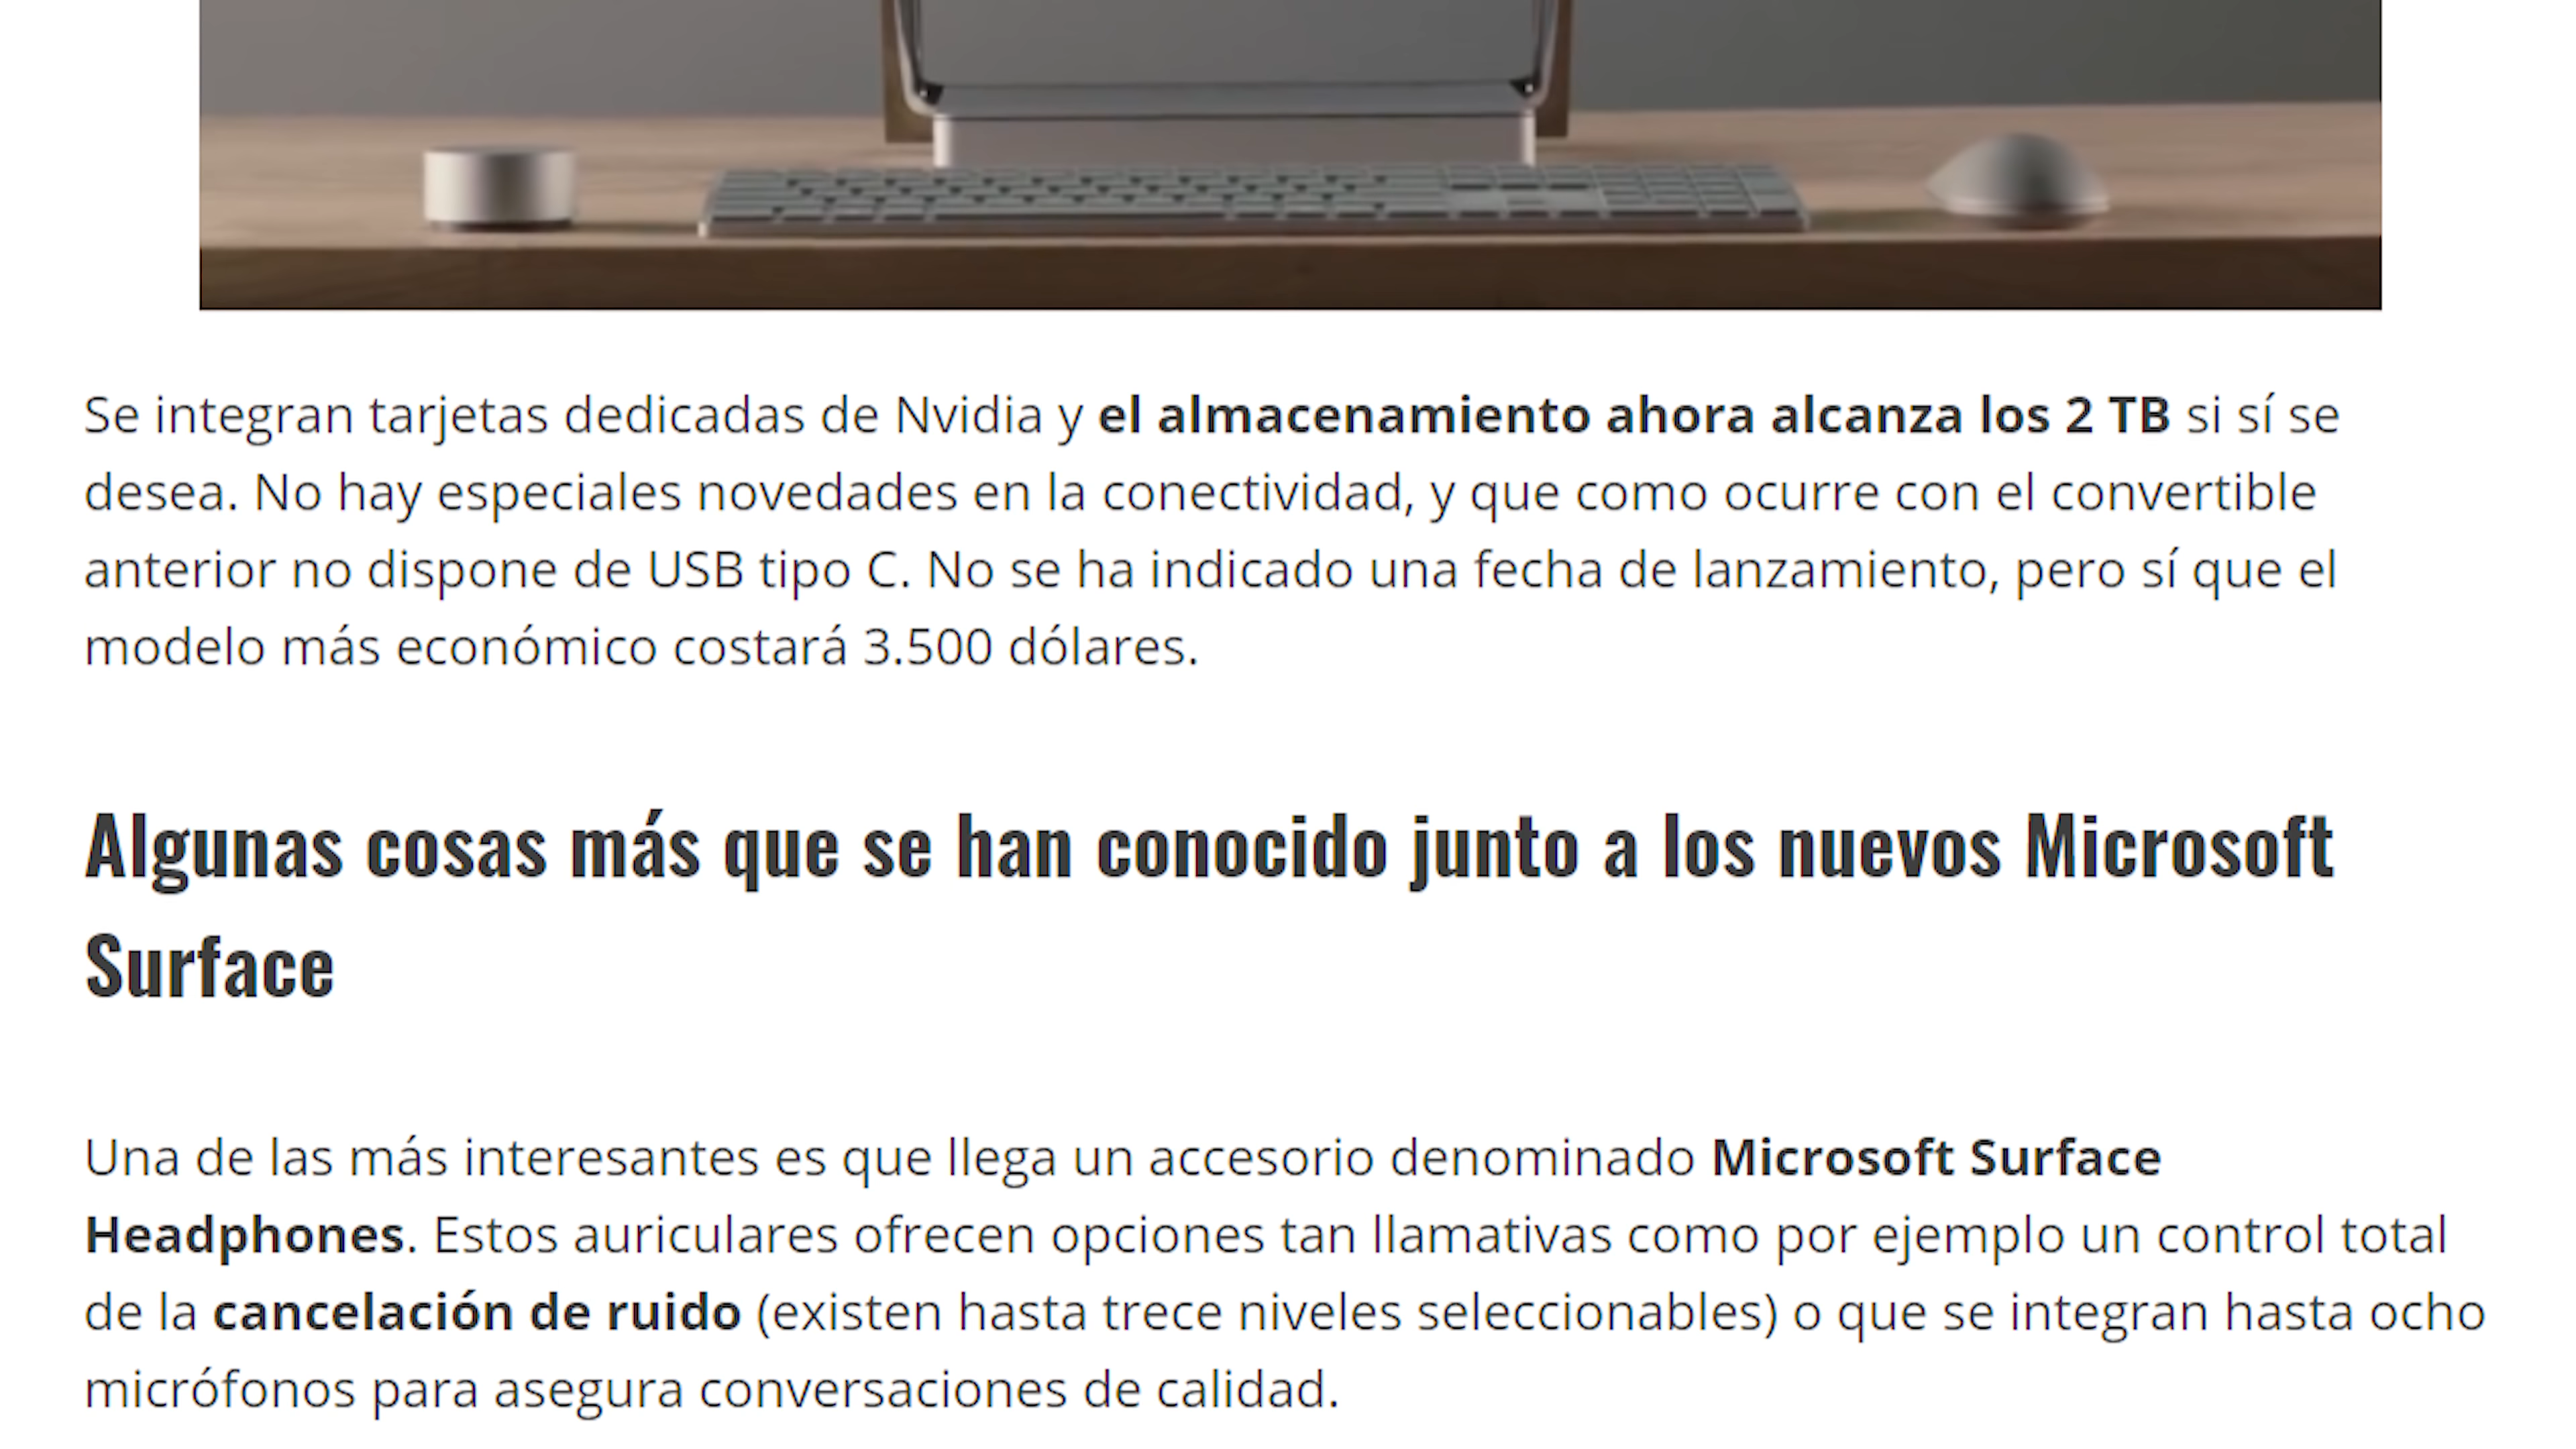 Se integran tarjetas dedicadas de Nvidia y el almacenamiento ahora alcanza los 2 TB si sí se
desea. No hay especiales novedades en la conectividad, y que como ocurre con el convertible
anterior no dispone de USB tipo C. No se ha indicado una fecha de lanzamiento, pero sí que el
modelo más económico costará 3.500 dólares.
Algunas cosas más que se han conocido junto a los nuevos Microsoft
Surface
Una de las más interesantes es que llega un accesorio denominado Microsoft Surface
Headphones. Estos auriculares ofrecen opciones tan llamativas como por ejemplo un control total
de la cancelación de ruido (existen hasta trece niveles seleccionables) o que se integran hasta ocho
micrófonos para asegura conversaciones de calidad.